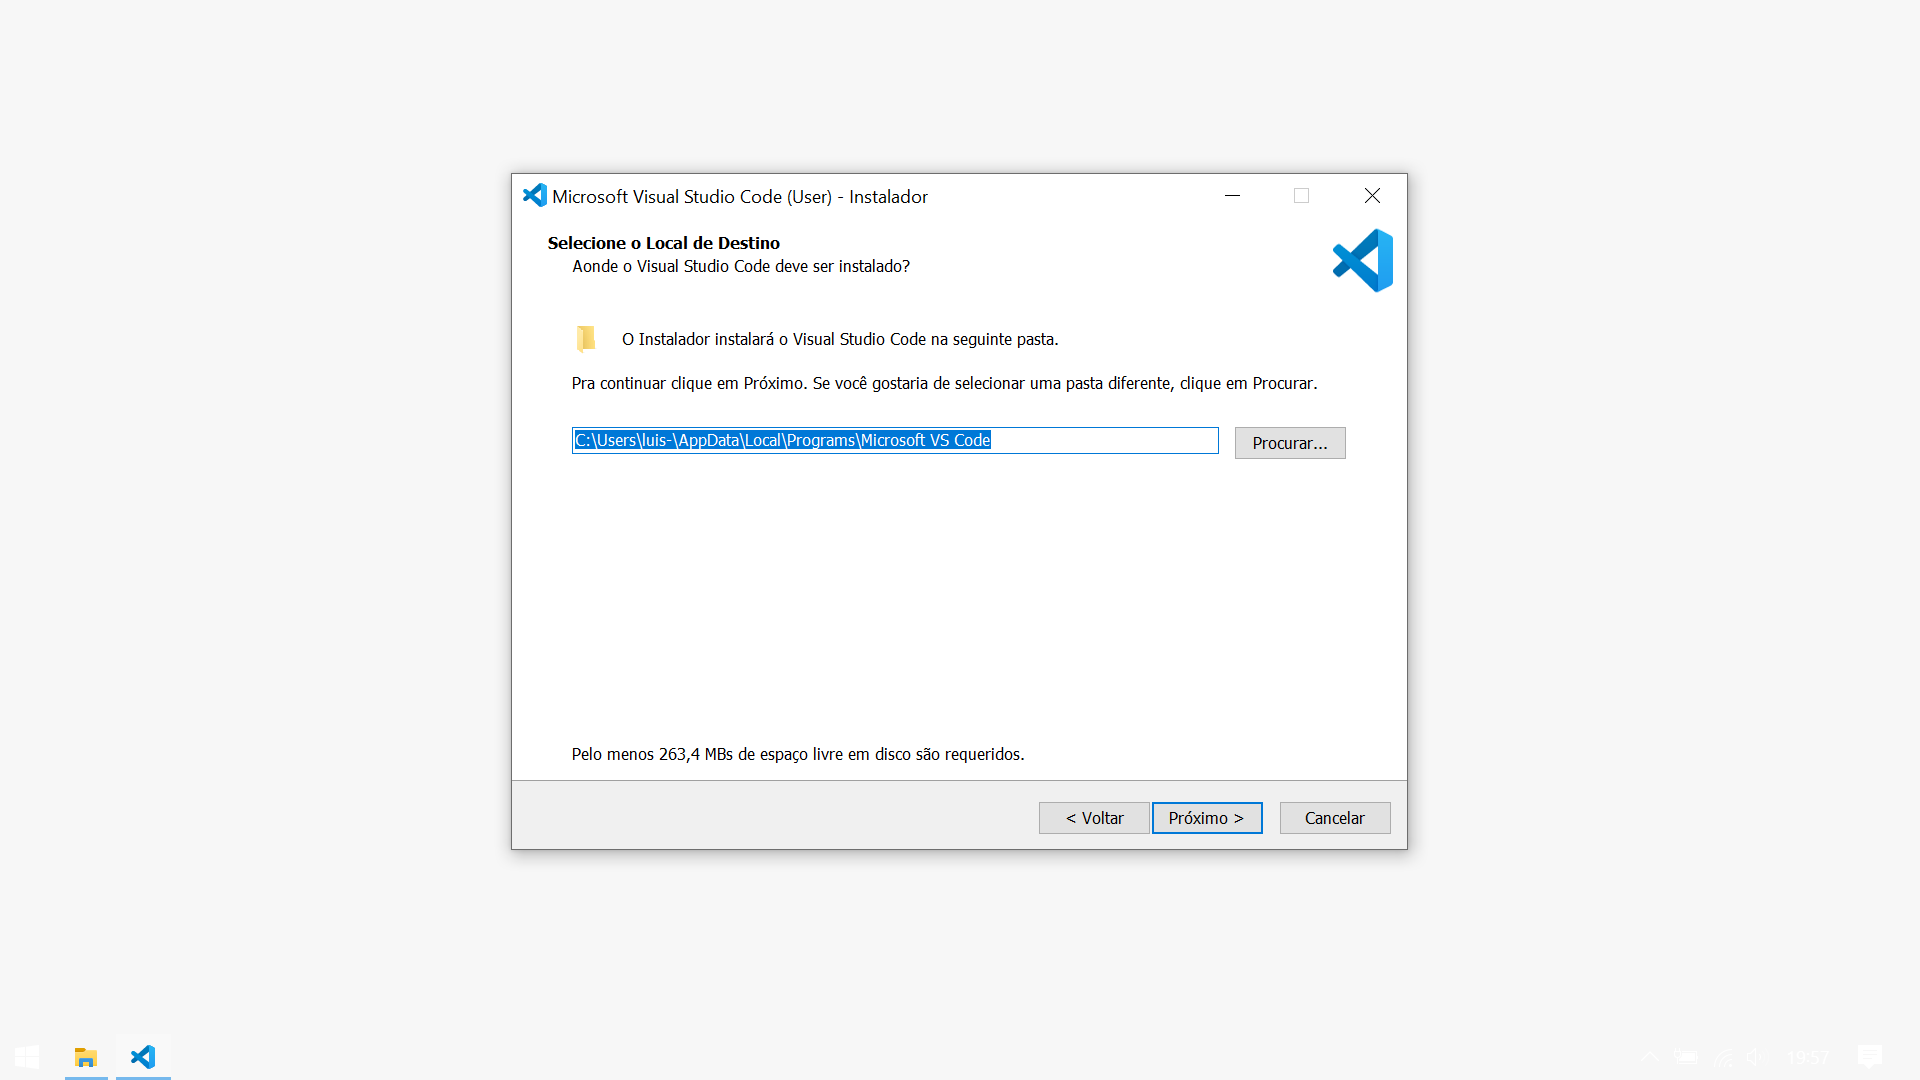 Microsoft Visual Studio Code (User) - Instalador
Selecione o Local de Destino
Aonde o Visual Studio Code deve ser instalado?
O Instalador instalará o Visual Studio Code na seguinte pasta.
Pra continuar clique em Próximo. Se você gostaria de selecionar uma pasta diferente, clique em Procurar.
C:\Users\luis-\AppData\Local\Programs\Microsoft VS Code
Procurar...
Pelo menos 263,4 MBs de espaço livre em disco são requeridos.
< Voltar
Próximo >
Cancelar
19:57